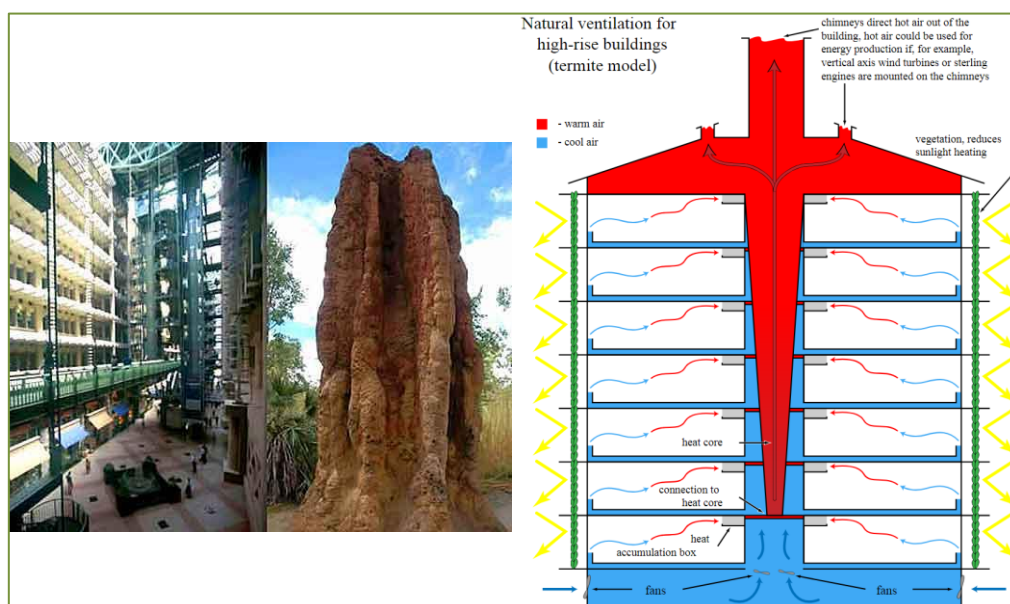 Natural ventilation for
high-rise buildings
(termite model)
- warm air
- cool air
chimneys direct hot air out of the
building, hot air could be used for
energy production if, for example,
vertical axis wind turbines or sterling
engines are mounted on the chimneys
vegetation, reduces
sunlight heating
heat core
connection to
heat core
heat
accumulation box
fans
fans